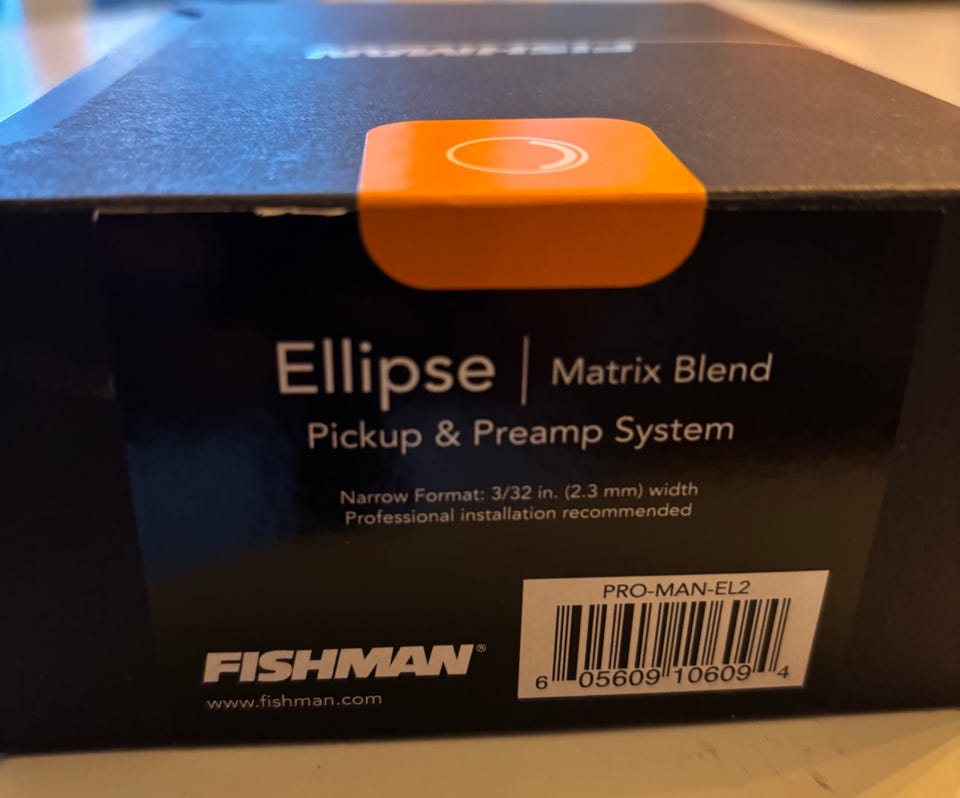 FISHMAN
Ellipse | Matrix Blend
Pickup & Preamp System
Narrow Format: 3/32 in. (2.3 mm) width
Professional installation recommended
PRO-MAN-EL2
6 05609 10609 4
FISHMAN®
www.fishman.com